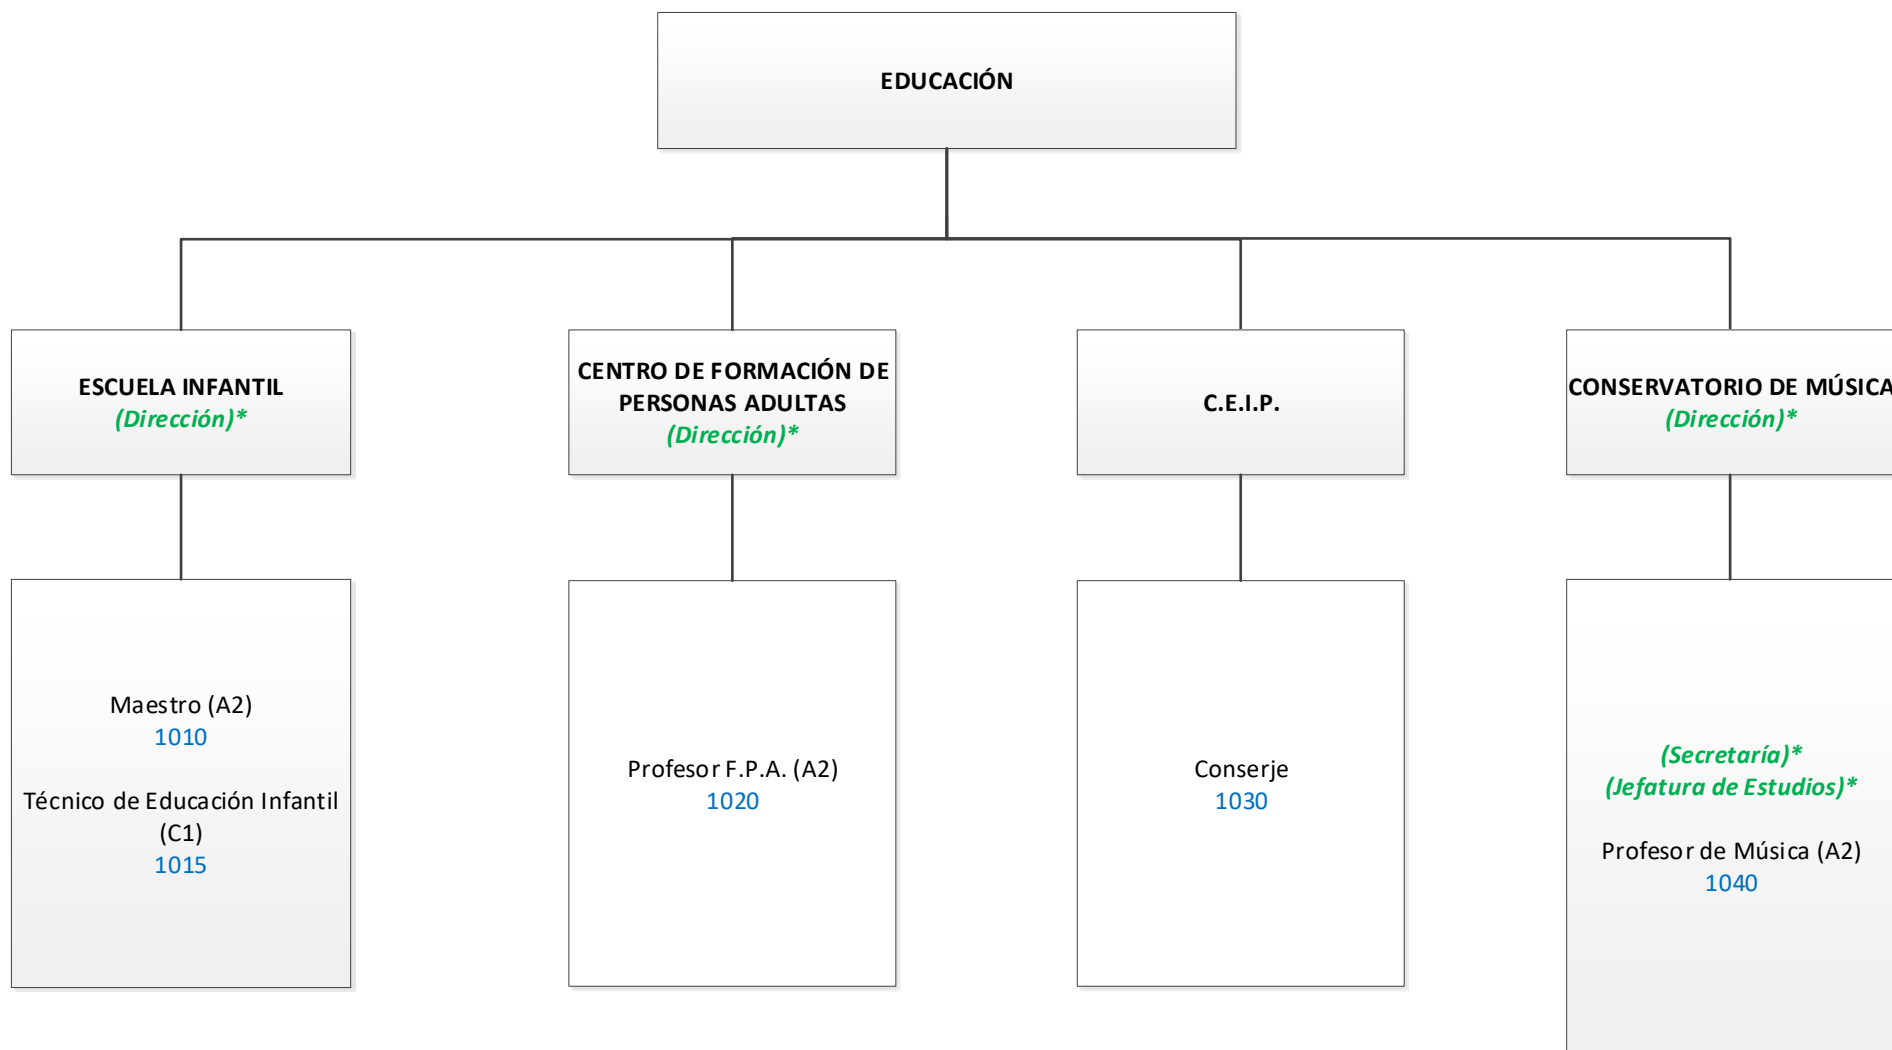 EDUCACIÓN
ESCUELA INFANTIL
(Dirección)*
CENTRO DE FORMACIÓN DE
PERSONAS ADULTAS
(Dirección)*
C.E.I.P.
CONSERVATORIO DE MÚSICA
(Dirección)*
Maestro (A2)
1010
Técnico de Educación Infantil
(C1)
1015
Profesor F.P.A. (A2)
1020
Conserje
1030
(Secretaría)*
(Jefatura de Estudios)*
Profesor de Música (A2)
1040